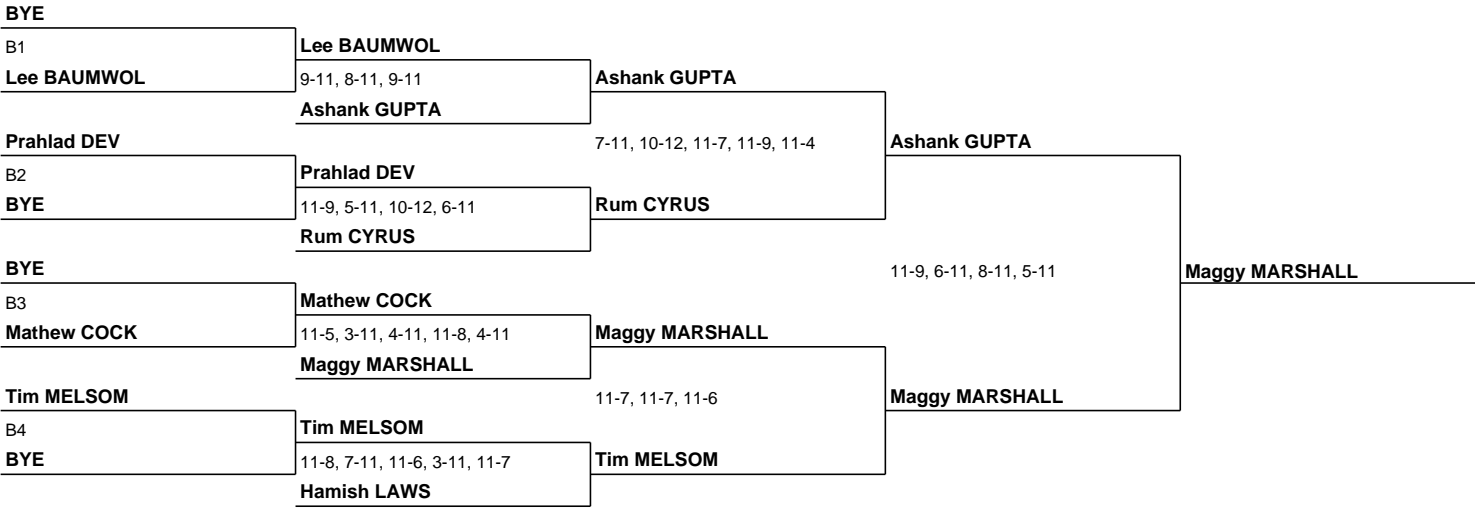 BYE
B1
Lee BAUMWOL
Lee BAUMWOL
9-11, 8-11, 9-11
Ashank GUPTA
Ashank GUPTA
Prahlad DEV
7-11, 10-12, 11-7, 11-9, 11-4
Ashank GUPTA
B2
Prahlad DEV
BYE
11-9, 5-11, 10-12, 6-11
Rum CYRUS
Rum CYRUS
BYE
11-9, 6-11, 8-11, 5-11
Maggy MARSHALL
B3
Mathew COCK
Mathew COCK
11-5, 3-11, 4-11, 11-8, 4-11
Maggy MARSHALL
Maggy MARSHALL
Tim MELSOM
11-7, 11-7, 11-6
Maggy MARSHALL
B4
Tim MELSOM
BYE
11-8, 7-11, 11-6, 3-11, 11-7
Tim MELSOM
Hamish LAWS